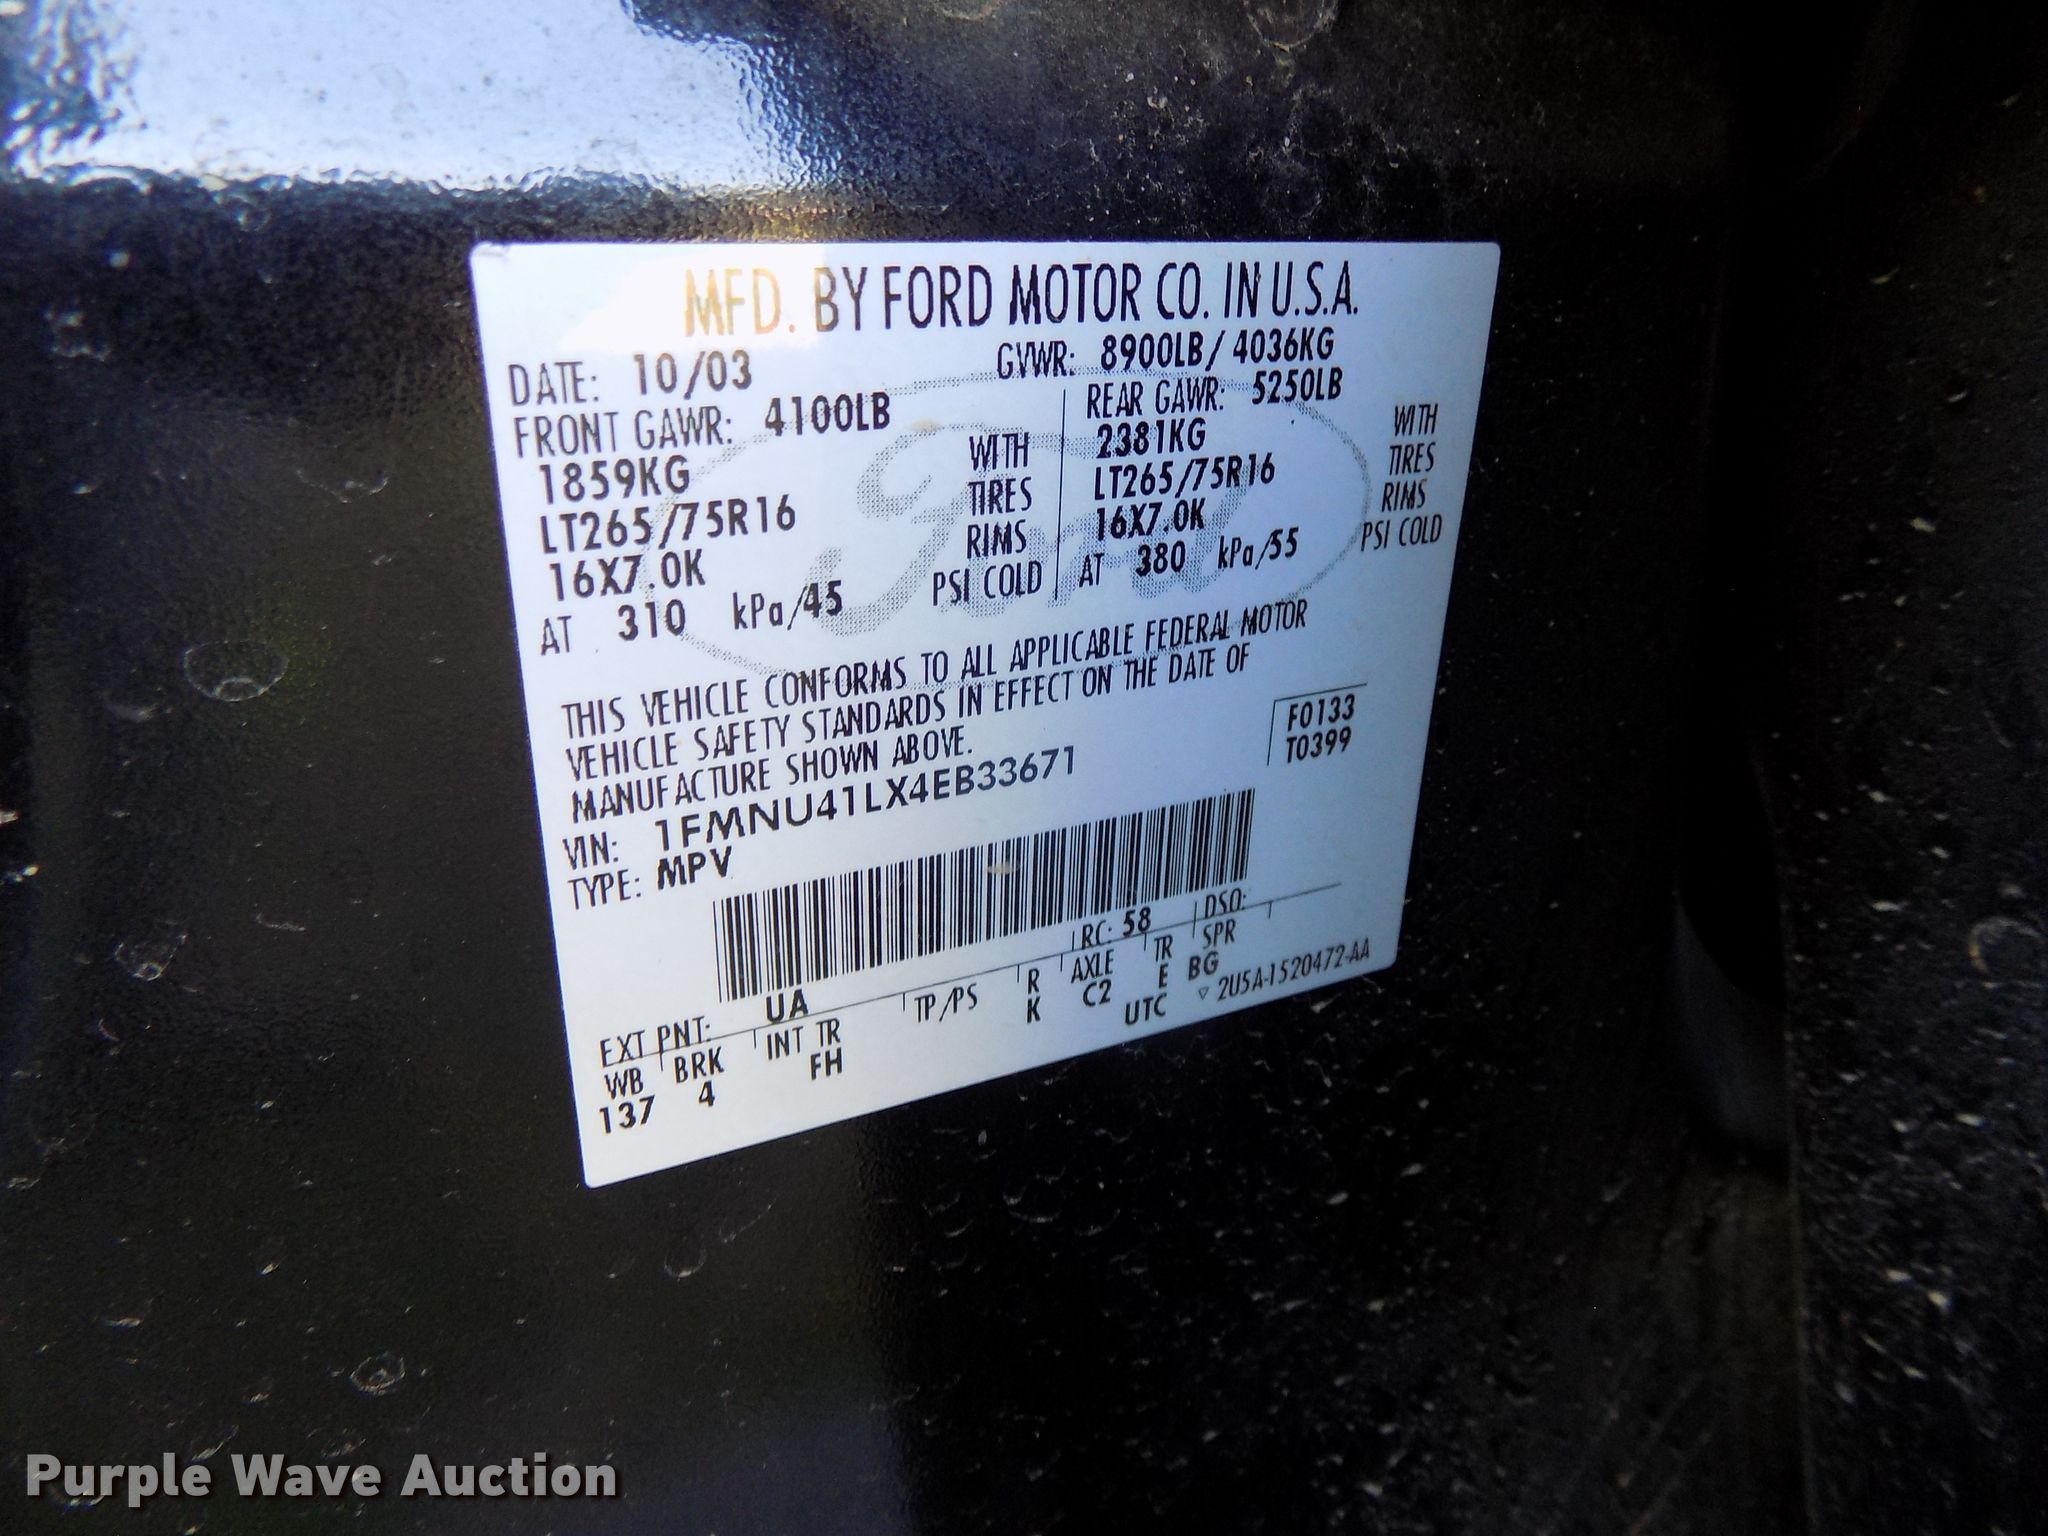 MFD. BY FORD MOTOR CO. IN U.S.A.
DATE: 10/03 GVWR: 8900LB/ 4036KG
FRONT GAWR: 4100LB REAR GAWR: 5250LB
1859KG WITH 2381KG WITH
LT265/75R16 TIRES LT265/75R16 TIRES
16X7.0K RIMS 16X7.0K RIMS
AT 310 kPa/45 PSI COLD AT 380 kPa/55 PSI COLD
Ford
THIS VEHICLE CONFORMS TO ALL APPLICABLE FEDERAL MOTOR
VEHICLE SAFETY STANDARDS IN EFFECT ON THE DATE OF
MANUFACTURE SHOWN ABOVE.
F0133
T0399
VIN: 1FMNU41LX4EB33671
TYPE: MPV
EXT PNT: UA RC: 58 DSO:
WB BRK INT TR TP/PS R AXLE TR SPR
137 4 FH K C2 E BG
UTC ▽ 2U5A-1520472-AA
Purple Wave Auction